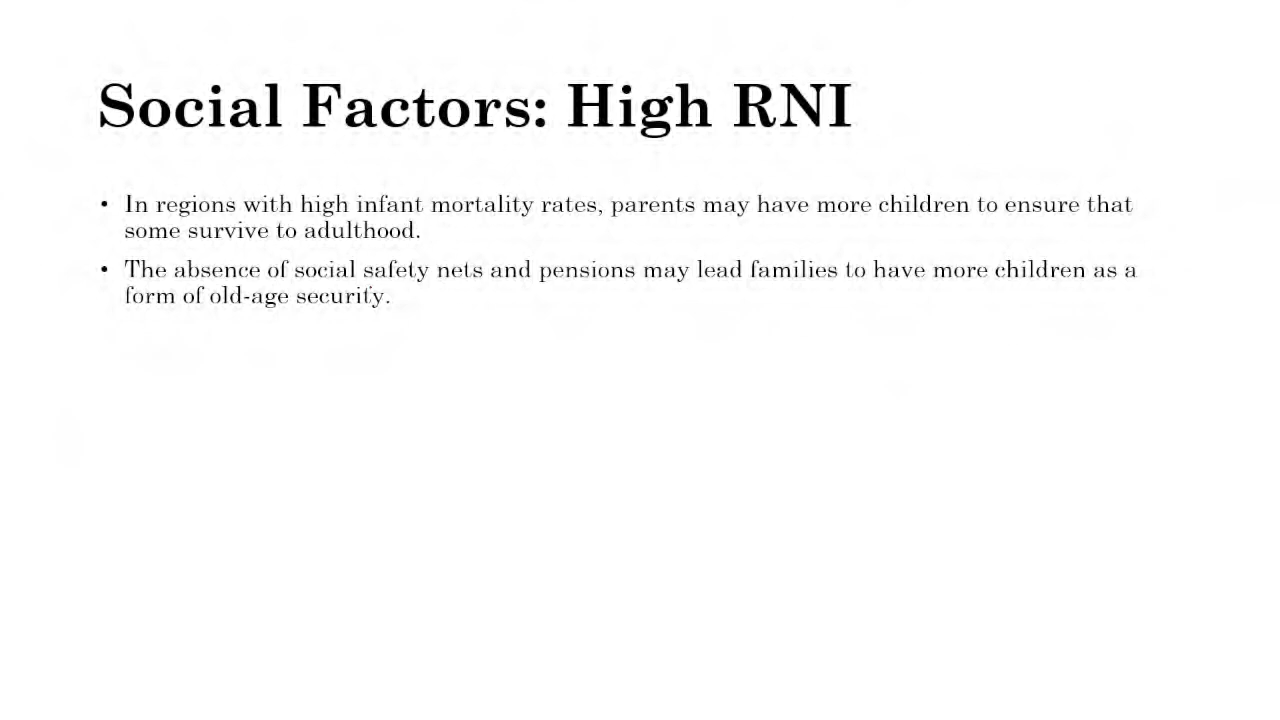 Social Factors: High RNI
• In regions with high infant mortality rates, parents may have more children to ensure that
some survive to adulthood.
• The absence of social safety nets and pensions may lead families to have more children as a
form of old-age security.